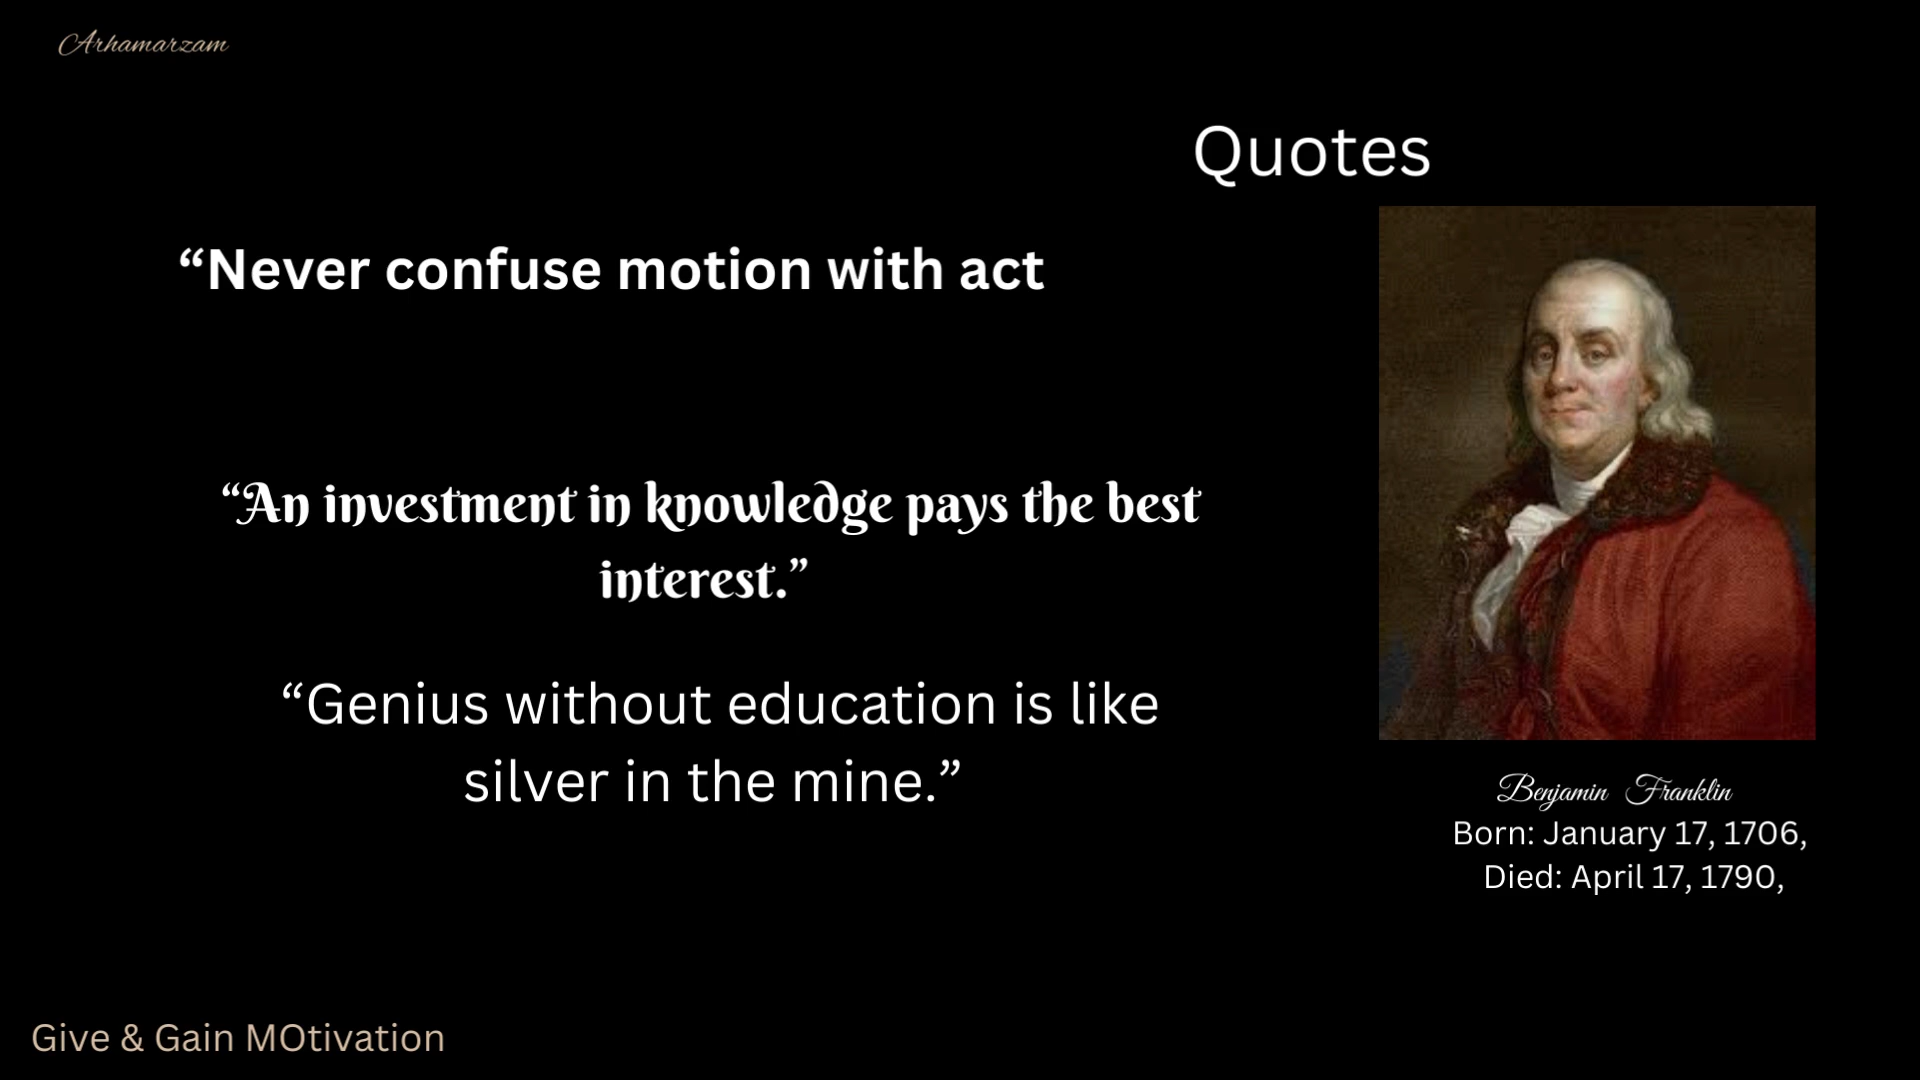 Arhamarzam
Quotes
“Never confuse motion with act
“An investment in knowledge pays the best
interest.”
“Genius without education is like
silver in the mine.”
Benjamin Franklin
Born: January 17, 1706,
Died: April 17, 1790,
Give & Gain MOtivation